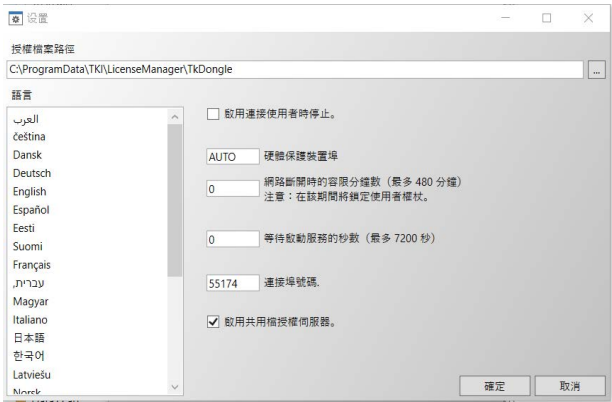 设置
授權檔案路徑
C:\ProgramData\TKI\LicenseManager\TkDongle
...
語言
العرب
čeština
Dansk
Deutsch
English
Español
Eesti
Suomi
Français
עברית,
Magyar
Italiano
日本語
한국어
Latviešu
Norsk
啟用連接使用者時停止。
AUTO 硬體保護裝置埠
0 網路斷開時的容限分鐘數（最多 480 分鐘）
注意：在該期間將鎖定使用者權杖。
0 等待啟動服務的秒數（最多 7200 秒）
55174 連接埠號碼.
啟用共用檔授權伺服器。
確定 取消